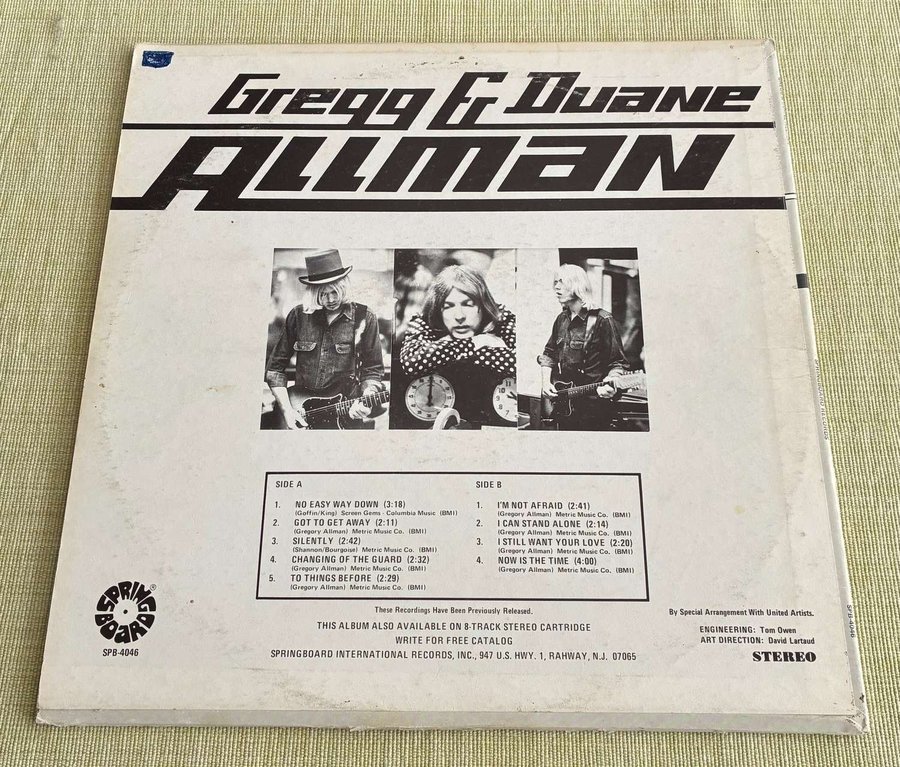 Gregg & Duane
Allman
SIDE A
1. NO EASY WAY DOWN (3:18)
(Goffin/King) Screen Gems - Columbia Music (BMI)
2. GOT TO GET AWAY (2:11)
(Gregory Allman) Metric Music Co. (BMI)
3. SILENTLY (2:42)
(Shannon/Bourgoise) Metric Music Co. (BMI)
4. CHANGING OF THE GUARD (2:32)
(Gregory Allman) Metric Music Co. (BMI)
5. TO THINGS BEFORE (2:29)
(Gregory Allman) Metric Music Co. (BMI)
SIDE B
1. I'M NOT AFRAID (2:41)
(Gregory Allman) Metric Music Co. (BMI)
2. I CAN STAND ALONE (2:14)
(Gregory Allman) Metric Music Co. (BMI)
3. I STILL WANT YOUR LOVE (2:20)
(Gregory Allman) Metric Music Co. (BMI)
4. NOW IS THE TIME (4:00)
(Gregory Allman) Metric Music Co. (BMI)
SPRING BOARD ®
SPB-4046
These Recordings Have Been Previously Released.
THIS ALBUM ALSO AVAILABLE ON 8-TRACK STEREO CARTRIDGE
WRITE FOR FREE CATALOG
SPRINGBOARD INTERNATIONAL RECORDS, INC., 947 U.S. HWY. 1, RAHWAY, N.J. 07065
By Special Arrangement With United Artists.
ENGINEERING: Tom Owen
ART DIRECTION: David Lartaud
STEREO
SPB-4046